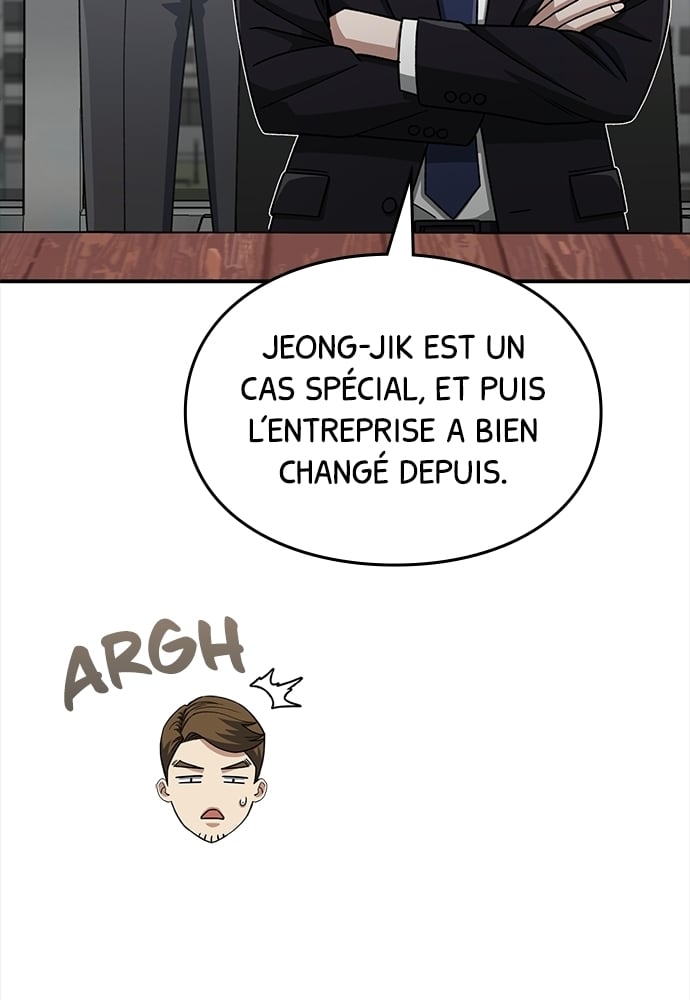 JEONG-JIK EST UN
CAS SPÉCIAL, ET PUIS
L'ENTREPRISE A BIEN
CHANGÉ DEPUIS.
ARGH